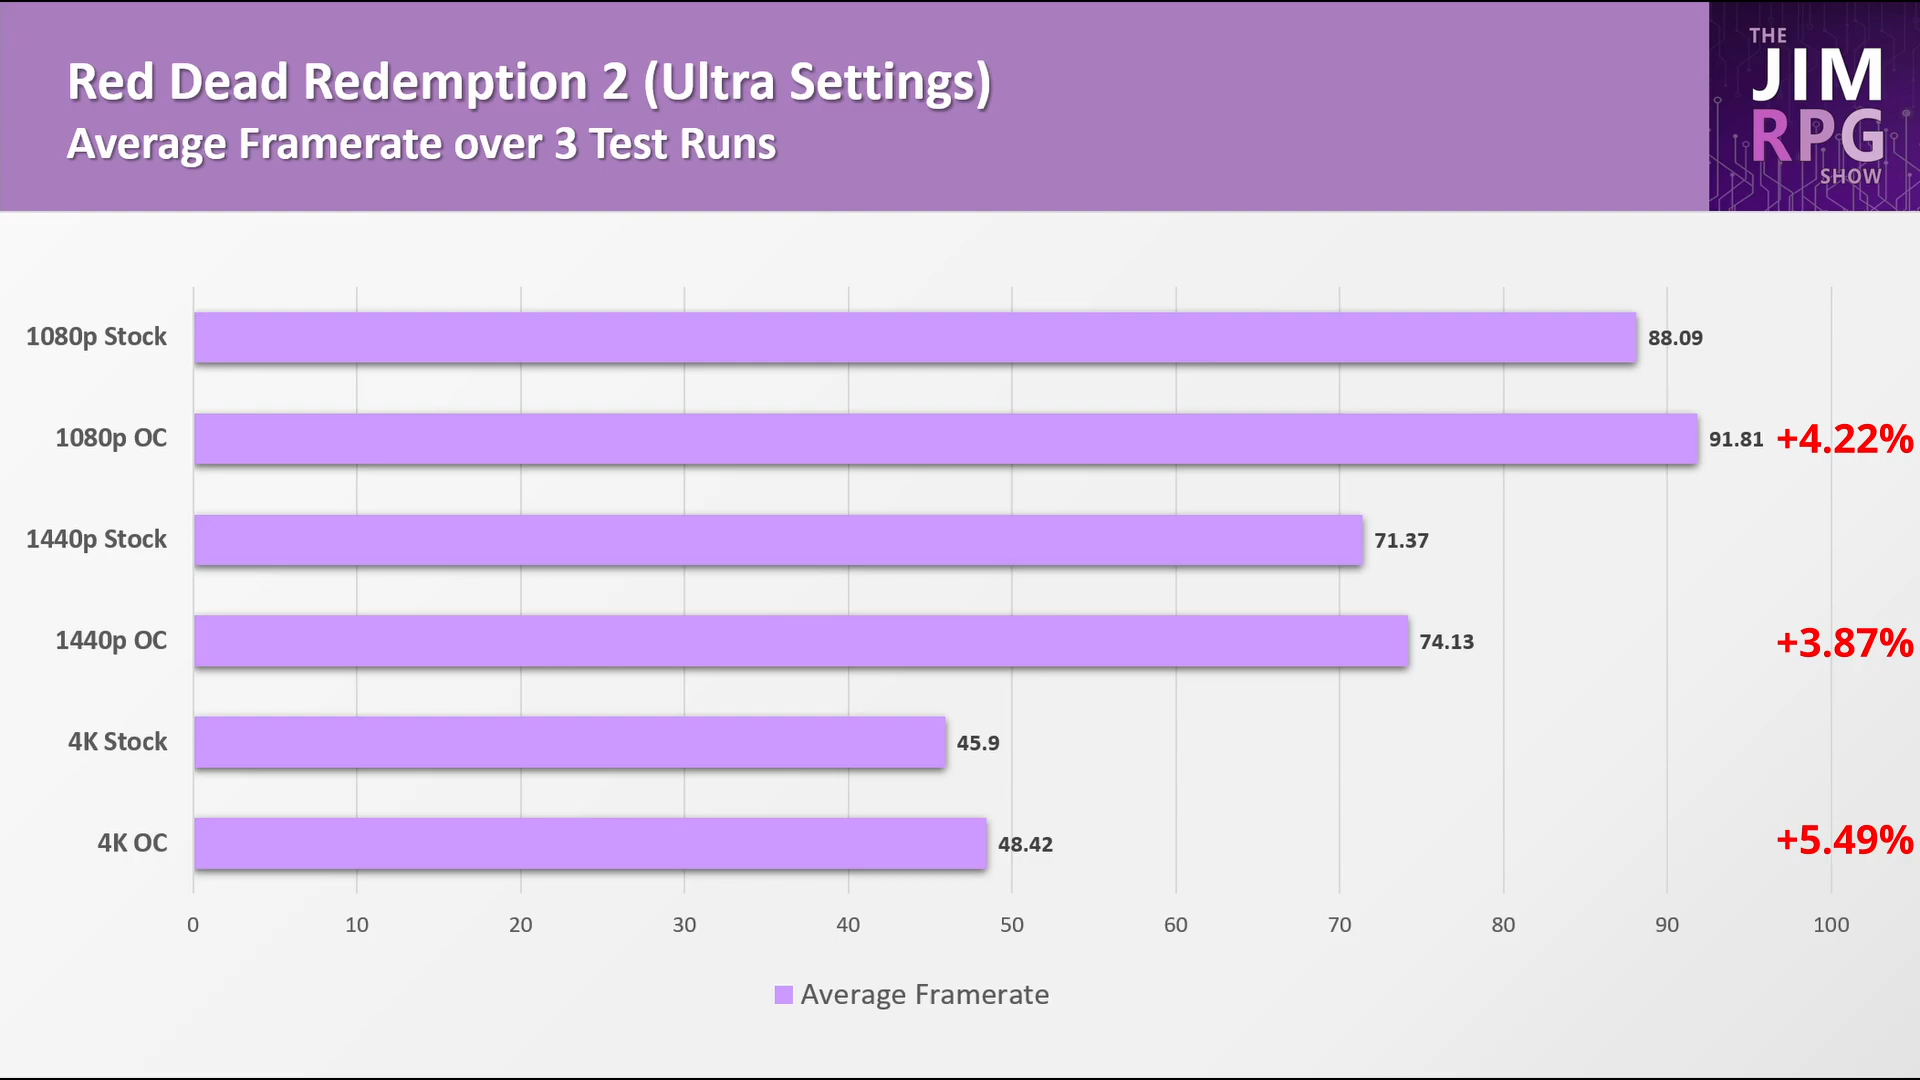 Red Dead Redemption 2 (Ultra Settings)
Average Framerate over 3 Test Runs
THE
JIM
RPG
SHOW
1080p Stock 88.09
1080p OC 91.81 +4.22%
1440p Stock 71.37
1440p OC 74.13 +3.87%
4K Stock 45.9
4K OC 48.42 +5.49%
0 10 20 30 40 50 60 70 80 90 100
Average Framerate